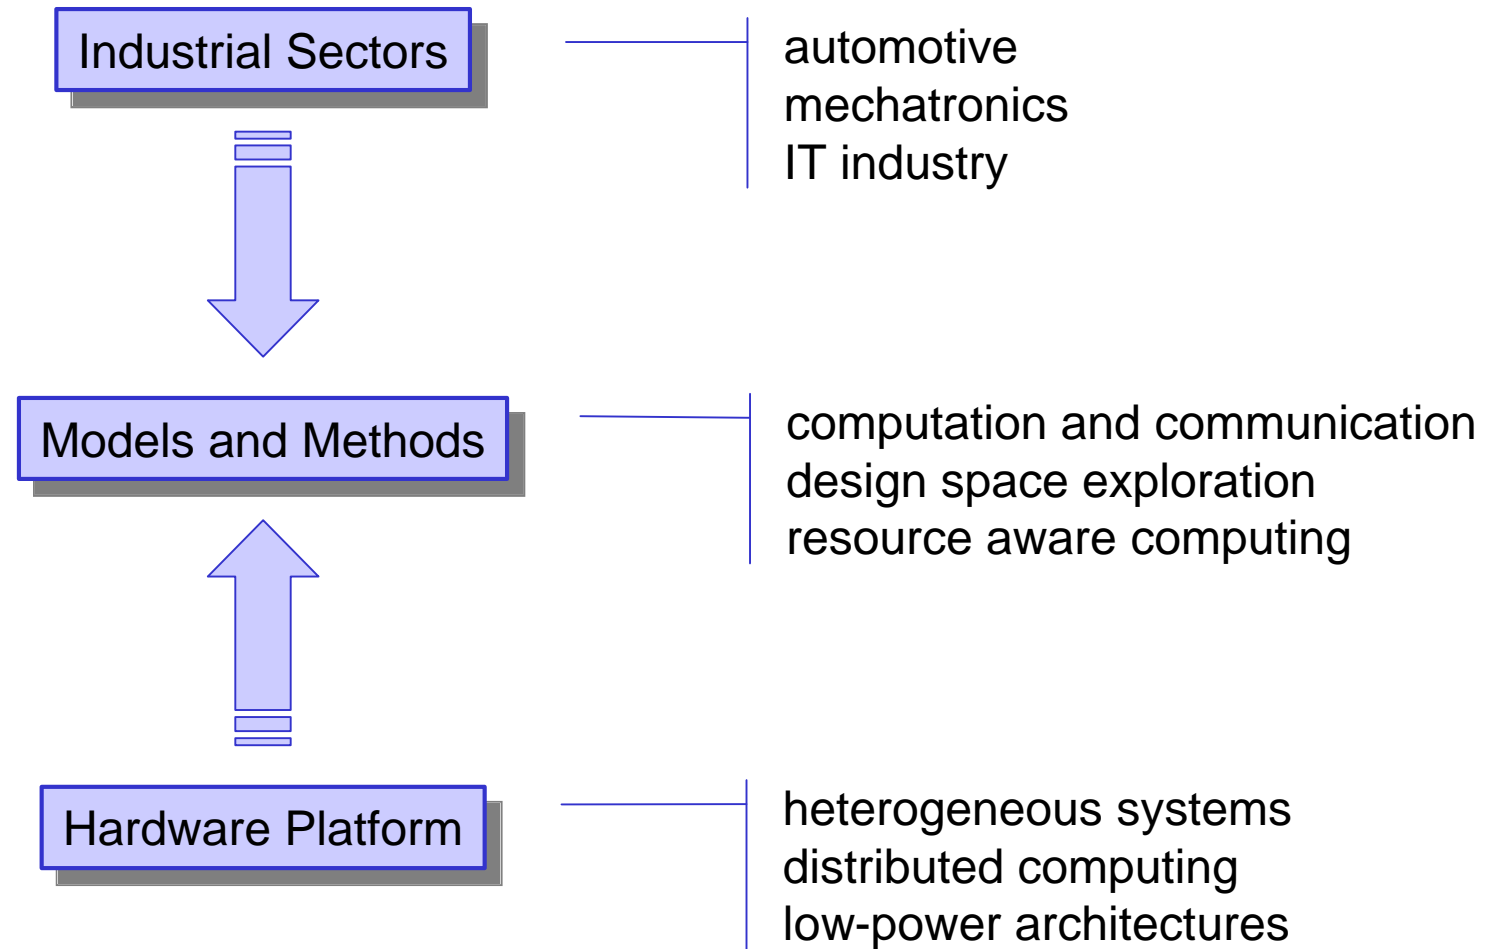 Industrial Sectors
automotive
mechatronics
IT industry
Models and Methods
computation and communication
design space exploration
resource aware computing
Hardware Platform
heterogeneous systems
distributed computing
low-power architectures